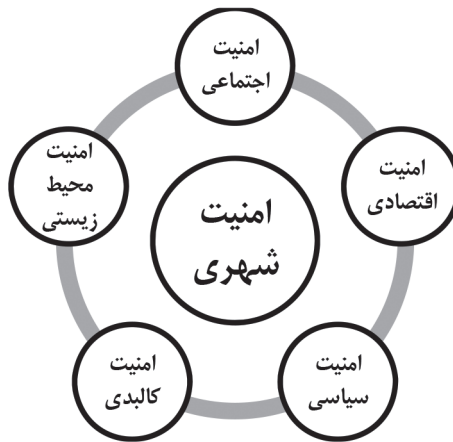 امنیت
اجتماعی
امنیت
اقتصادی
امنیت
سیاسی
امنیت
کالبدی
امنیت
محیط
زیستی
امنیت
شهری